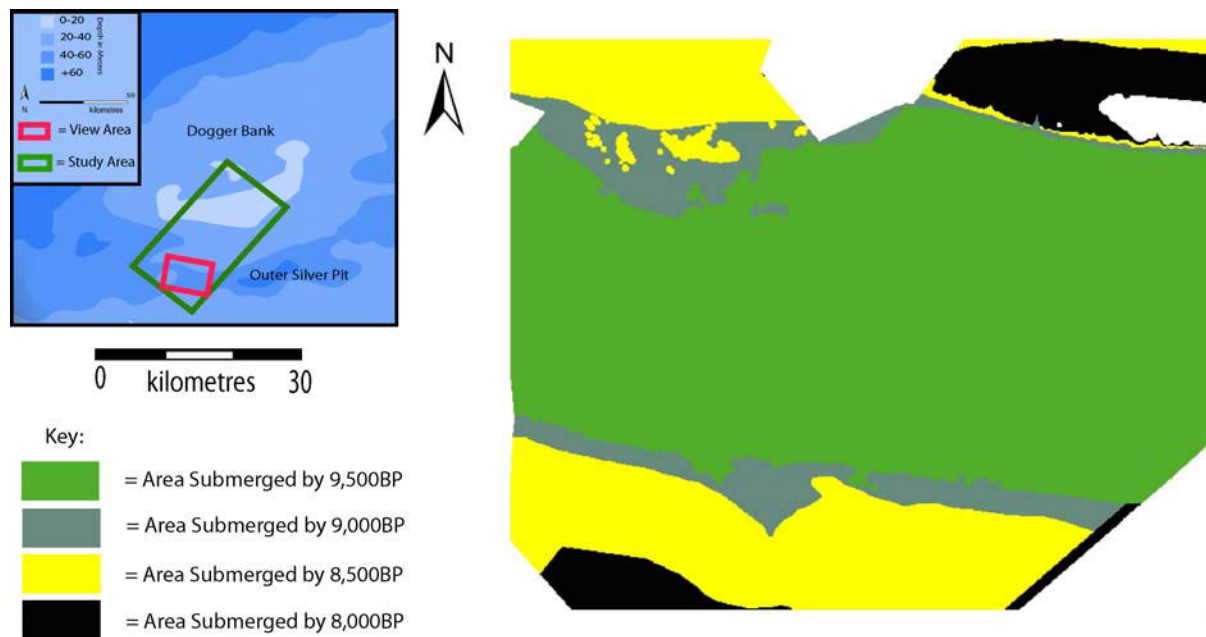 0-20
20-40
40-60
+60
Depth in Meters
N
50
kilometres
= View Area
= Study Area
Dogger Bank
Outer Silver Pit
N
0 kilometres 30
Key:
= Area Submerged by 9,500BP
= Area Submerged by 9,000BP
= Area Submerged by 8,500BP
= Area Submerged by 8,000BP